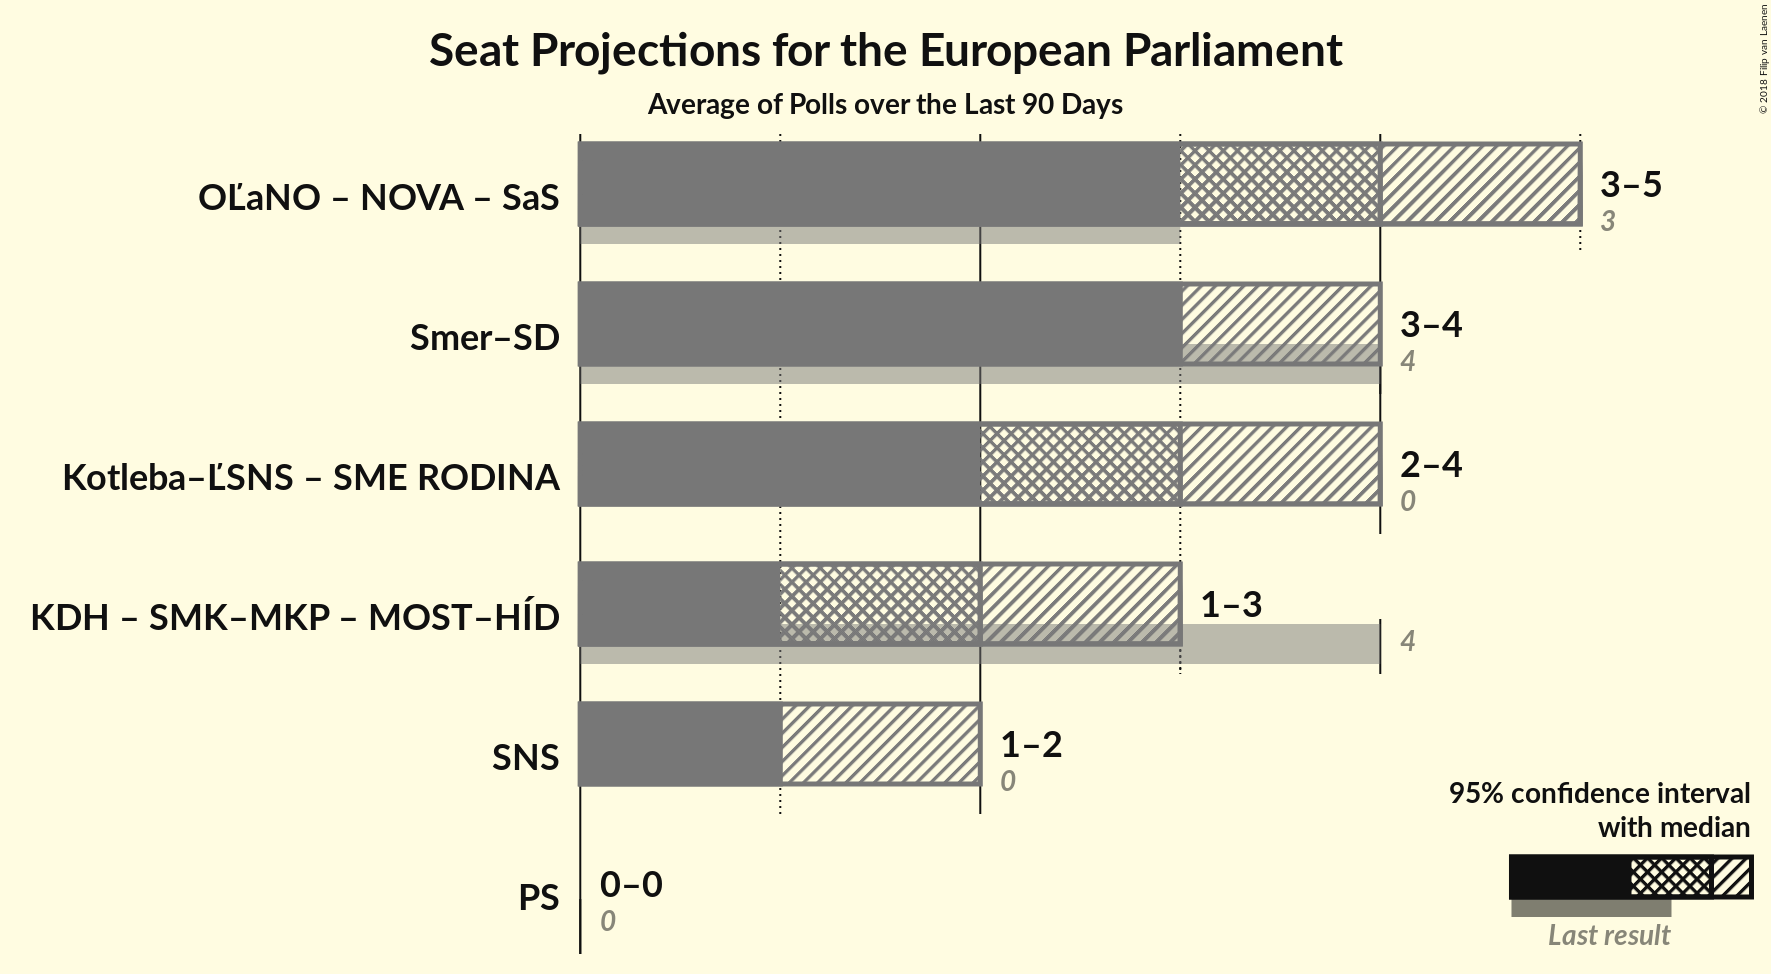 Seat Projections for the European Parliament
Average of Polls over the Last 90 Days
© 2018 Filip van Laenen
OĽaNO – NOVA – SaS
3–5
3
Smer–SD
3–4
4
Kotleba–ĽSNS – SME RODINA
2–4
0
KDH – SMK–MKP – MOST–HÍD
1–3
4
SNS
1–2
0
PS
0–0
0
95% confidence interval
with median
Last result